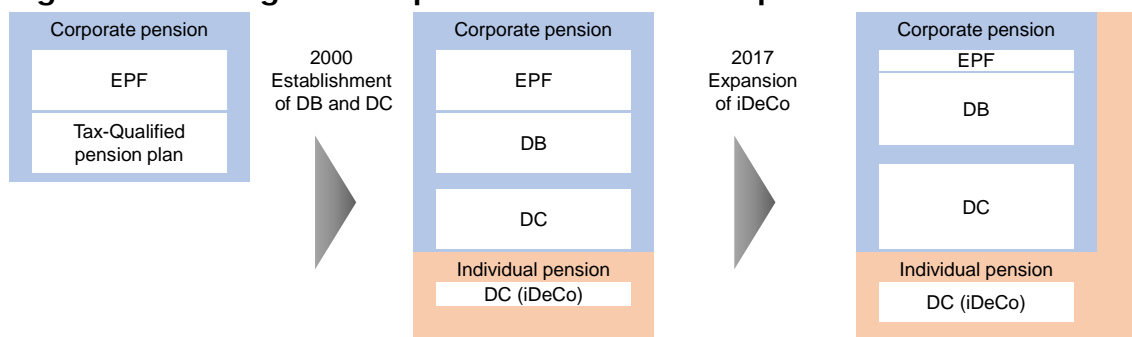 Corporate pension
EPF
Tax-Qualified
pension plan
2000
Establishment
of DB and DC
Corporate pension
EPF
DB
DC
Individual pension
DC (iDeCo)
2017
Expansion
of iDeCo
Corporate pension
EPF
DB
DC
Individual pension
DC (iDeCo)